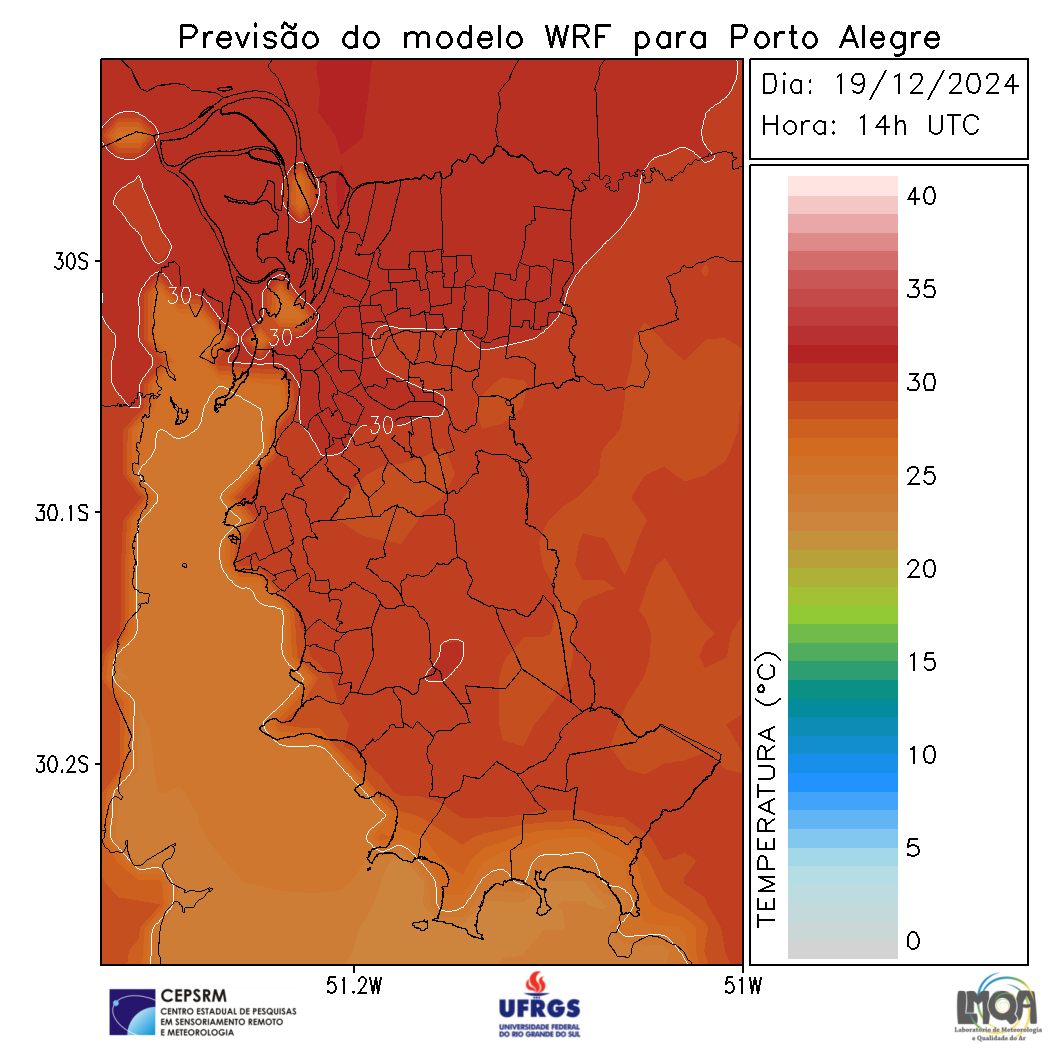 Previsão do modelo WRF para Porto Alegre
Dia: 19/12/2024
Hora: 14h UTC
40
35
30
25
20
15
10
5
0
TEMPERATURA (°C)
30S
30.1S
30.2S
51.2W
51W
30
30
30
CEPSRM
CENTRO ESTADUAL DE PESQUISAS
EM SENSORIAMENTO REMOTO
E METEOROLOGIA
UFRGS
UNIVERSIDADE FEDERAL
DO RIO GRANDE DO SUL
LMQA
Laboratório de Meteorologia
e Qualidade do Ar